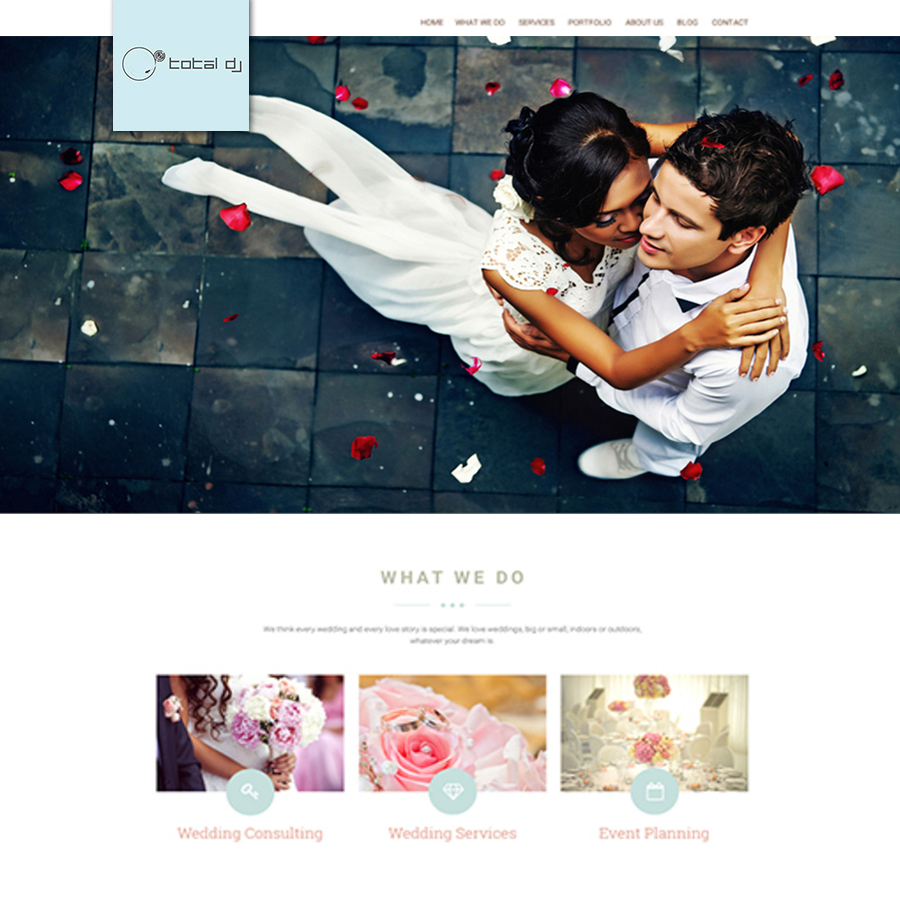 HOME WHAT WE DO SERVICES PORTFOLIO ABOUT US BLOG CONTACT
total dj
WHAT WE DO
We think every wedding and every love story is special. We love weddings, big or small, indoors or outdoors,
whatever your dream is.
Wedding Consulting Wedding Services Event Planning